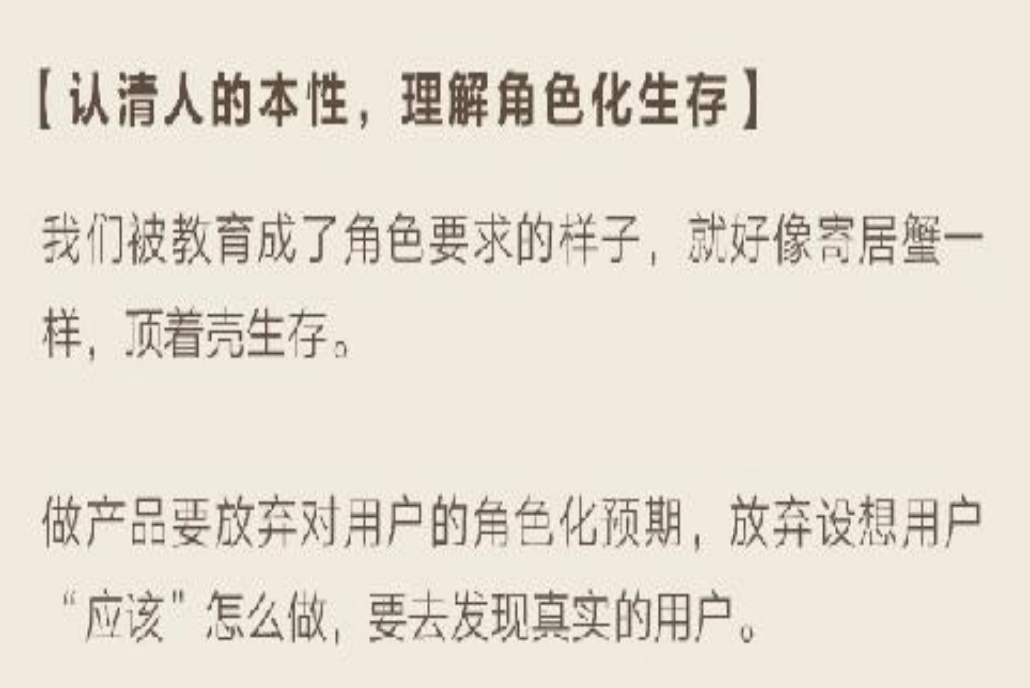 【认清人的本性，理解角色化生存】
我们被教育成了角色要求的样子，就好像寄居蟹一
样，顶着壳生存。
做产品要放弃对用户的角色化预期，放弃设想用户
“应该”怎么做，要去发现真实的用户。